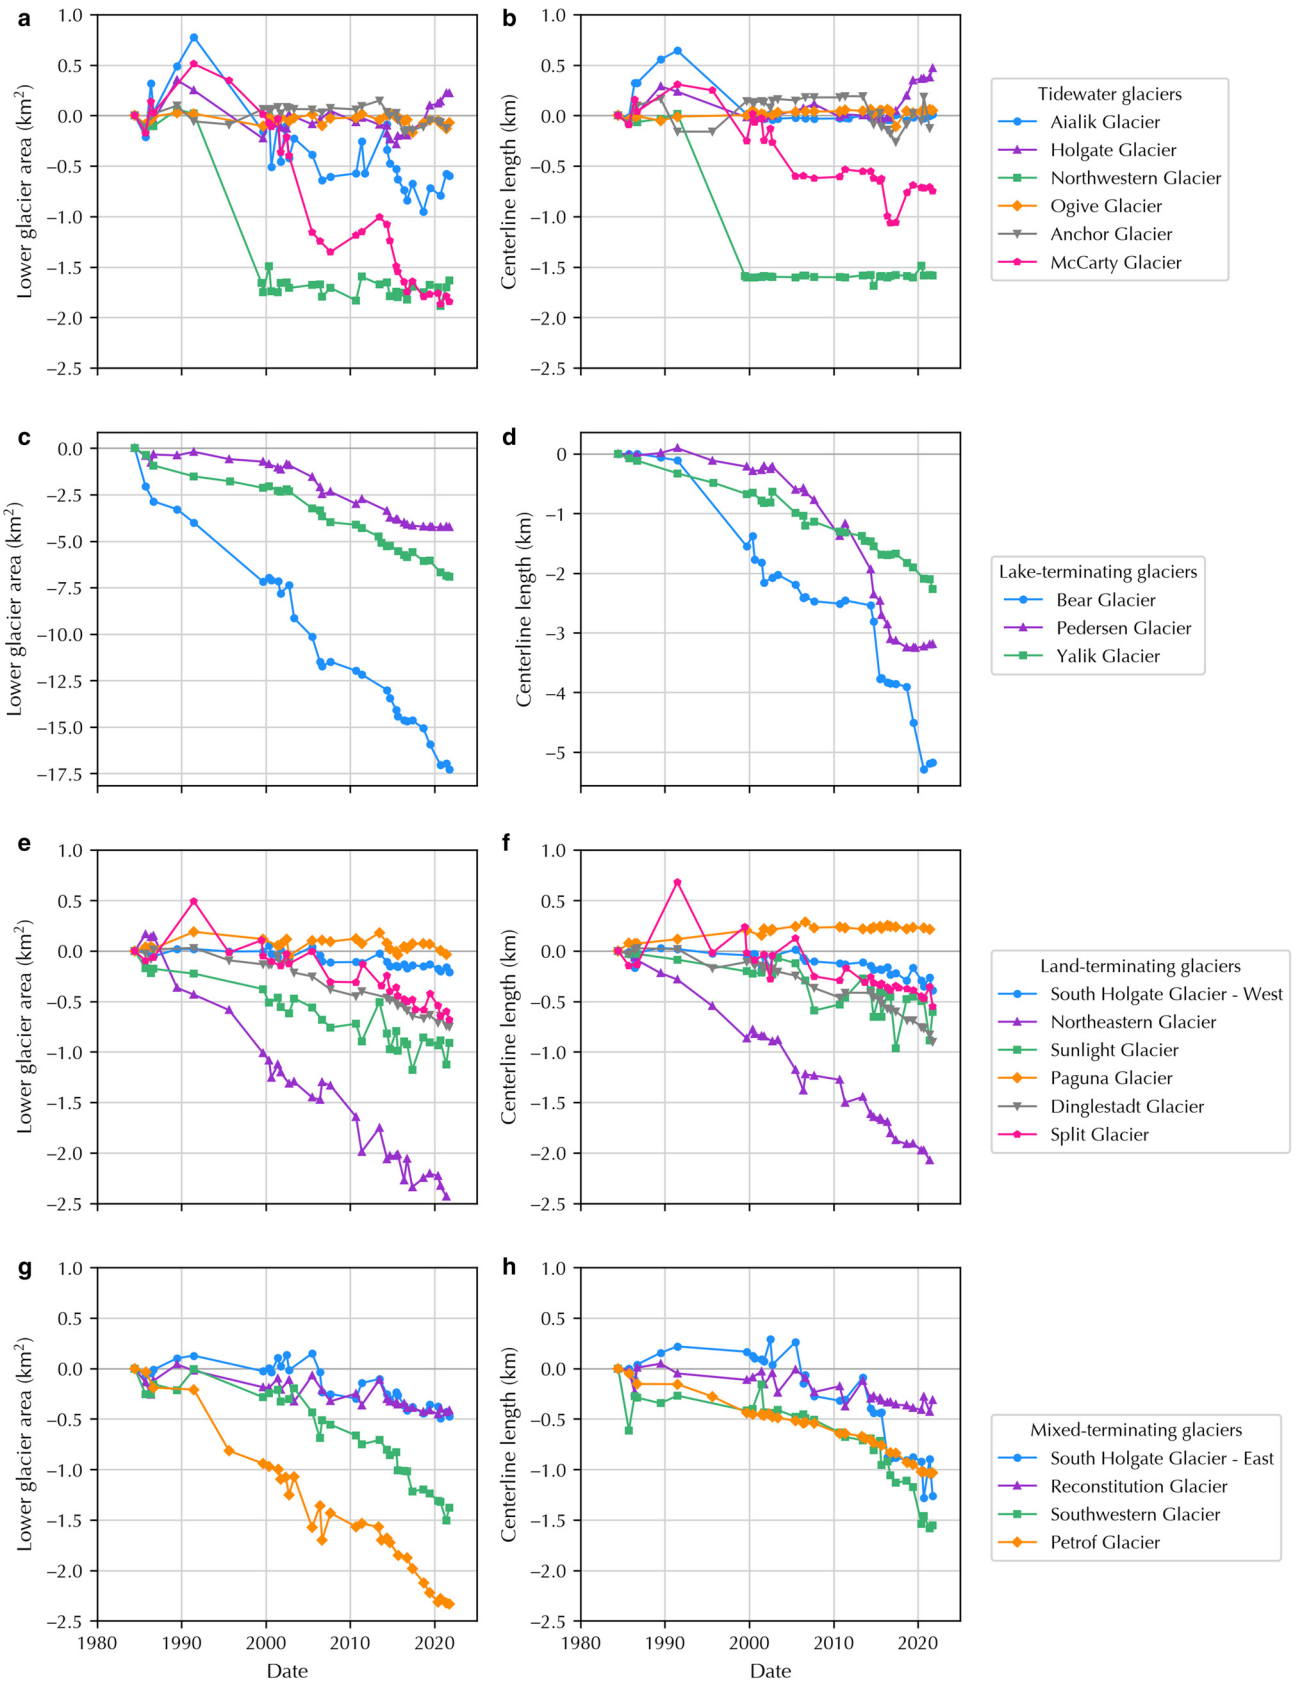 a
1.0
0.5
0.0
−0.5
−1.0
−1.5
−2.0
−2.5
Lower glacier area (km²)
b
1.0
0.5
0.0
−0.5
−1.0
−1.5
−2.0
−2.5
Centerline length (km)
Tidewater glaciers
Aialik Glacier
Holgate Glacier
Northwestern Glacier
Ogive Glacier
Anchor Glacier
McCarty Glacier
c
0.0
−2.5
−5.0
−7.5
−10.0
−12.5
−15.0
−17.5
Lower glacier area (km²)
d
0
−1
−2
−3
−4
−5
Centerline length (km)
Lake-terminating glaciers
Bear Glacier
Pedersen Glacier
Yalik Glacier
e
1.0
0.5
0.0
−0.5
−1.0
−1.5
−2.0
−2.5
Lower glacier area (km²)
f
1.0
0.5
0.0
−0.5
−1.0
−1.5
−2.0
−2.5
Centerline length (km)
Land-terminating glaciers
South Holgate Glacier - West
Northeastern Glacier
Sunlight Glacier
Paguna Glacier
Dinglestadt Glacier
Split Glacier
g
1.0
0.5
0.0
−0.5
−1.0
−1.5
−2.0
−2.5
Lower glacier area (km²)
1980 1990 2000 2010 2020
Date
h
1.0
0.5
0.0
−0.5
−1.0
−1.5
−2.0
−2.5
Centerline length (km)
1980 1990 2000 2010 2020
Date
Mixed-terminating glaciers
South Holgate Glacier - East
Reconstitution Glacier
Southwestern Glacier
Petrof Glacier